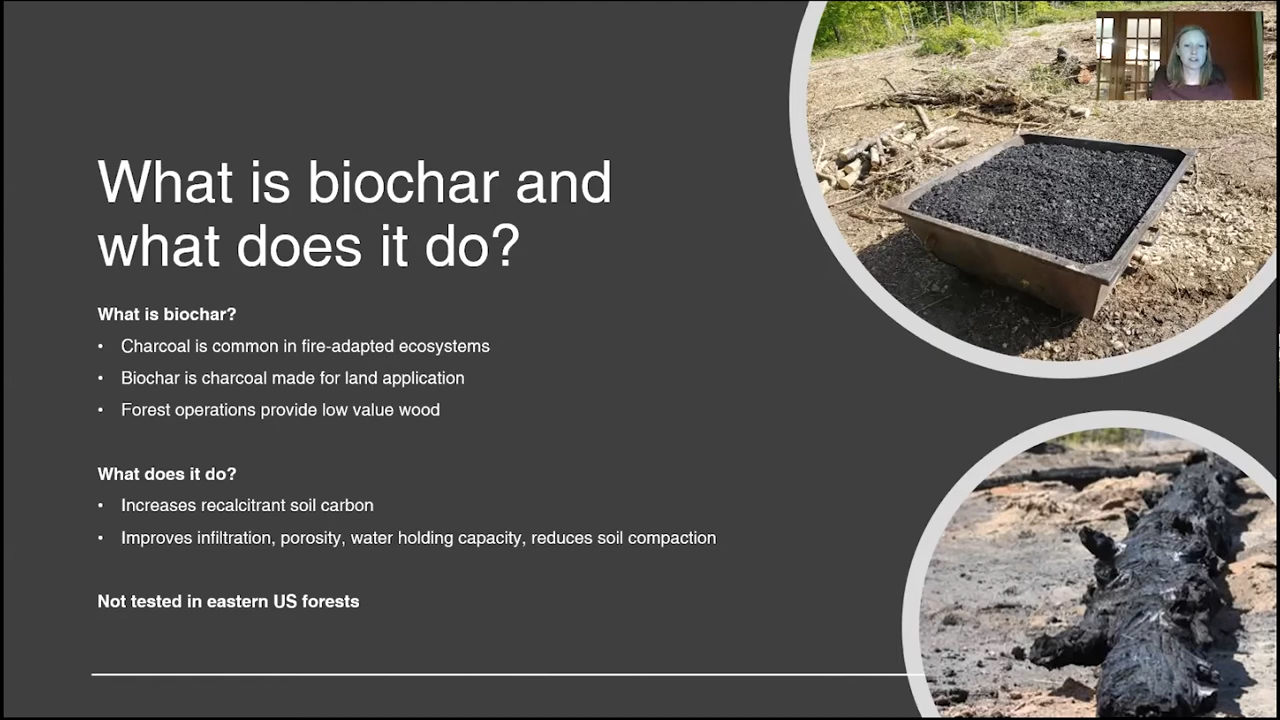 What is biochar and
what does it do?
What is biochar?
• Charcoal is common in fire-adapted ecosystems
• Biochar is charcoal made for land application
• Forest operations provide low value wood
What does it do?
• Increases recalcitrant soil carbon
• Improves infiltration, porosity, water holding capacity, reduces soil compaction
Not tested in eastern US forests